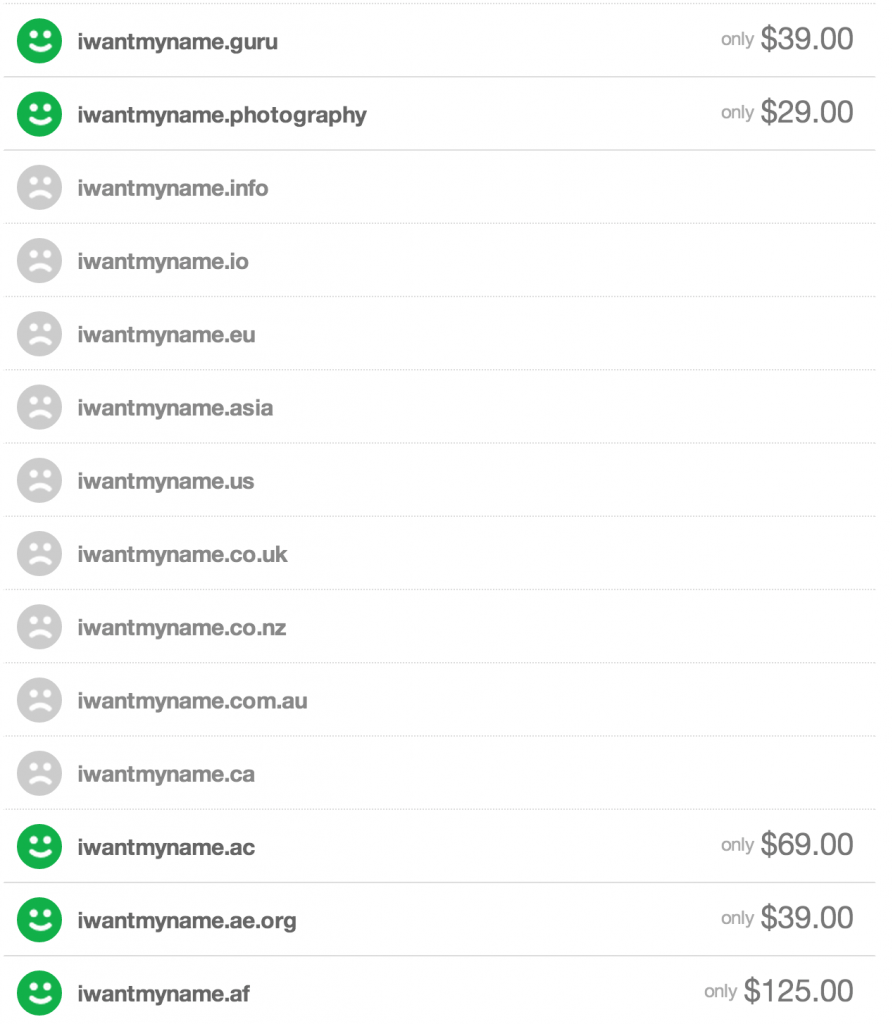 iwantmyname.guru only $39.00
iwantmyname.photography only $29.00
iwantmyname.info
iwantmyname.io
iwantmyname.eu
iwantmyname.asia
iwantmyname.us
iwantmyname.co.uk
iwantmyname.co.nz
iwantmyname.com.au
iwantmyname.ca
iwantmyname.ac only $69.00
iwantmyname.ae.org only $39.00
iwantmyname.af only $125.00